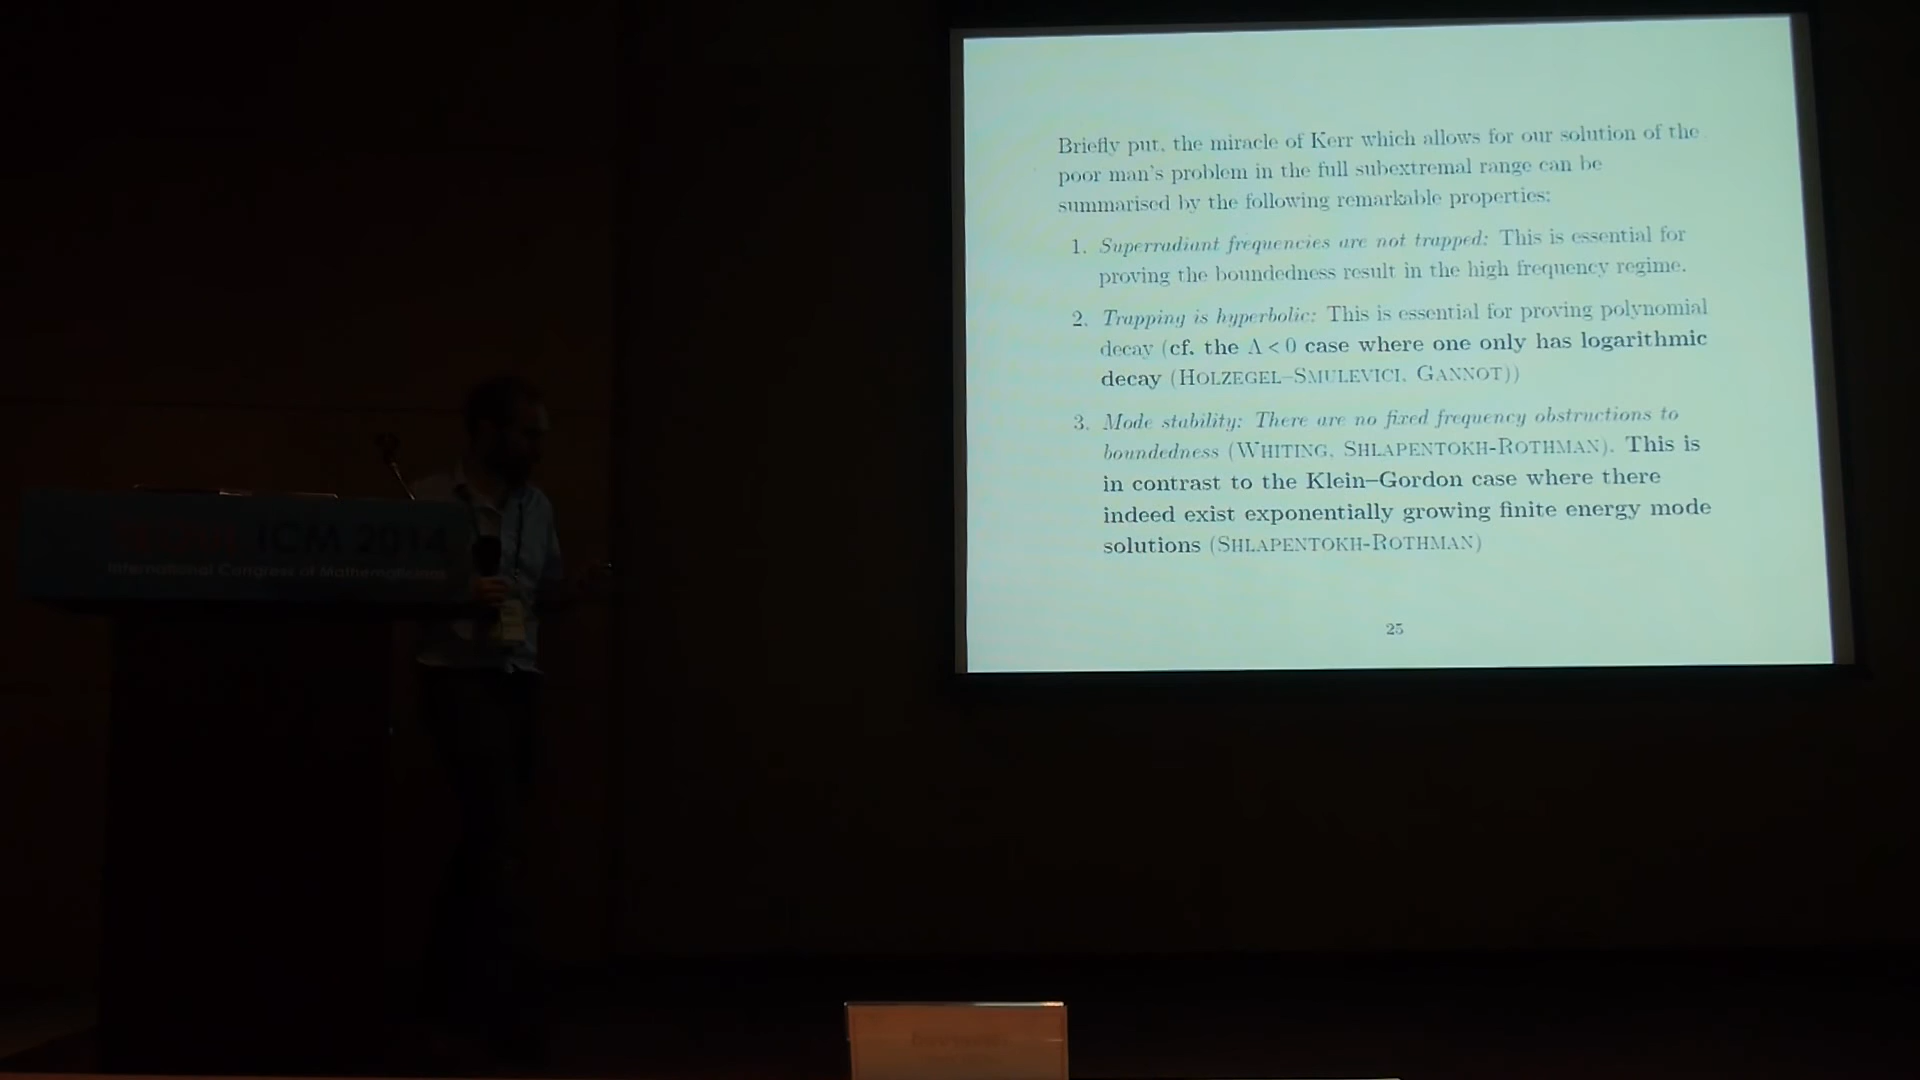 Briefly put, the miracle of Kerr which allows for our solution of the
poor man's problem in the full subextremal range can be
summarised by the following remarkable properties:
1. Superradiant frequencies are not trapped: This is essential for
proving the boundedness result in the high frequency regime.
2. Trapping is hyperbolic: This is essential for proving polynomial
decay (cf. the Λ < 0 case where one only has logarithmic
decay (HOLZEGEL–SMULEVICI, GANNOT))
3. Mode stability: There are no fixed frequency obstructions to
boundedness (WHITING, SHLAPENTOKH-ROTHMAN). This is
in contrast to the Klein–Gordon case where there
indeed exist exponentially growing finite energy mode
solutions (SHLAPENTOKH-ROTHMAN)
25
ICM 2014
International Congress of Mathematicians